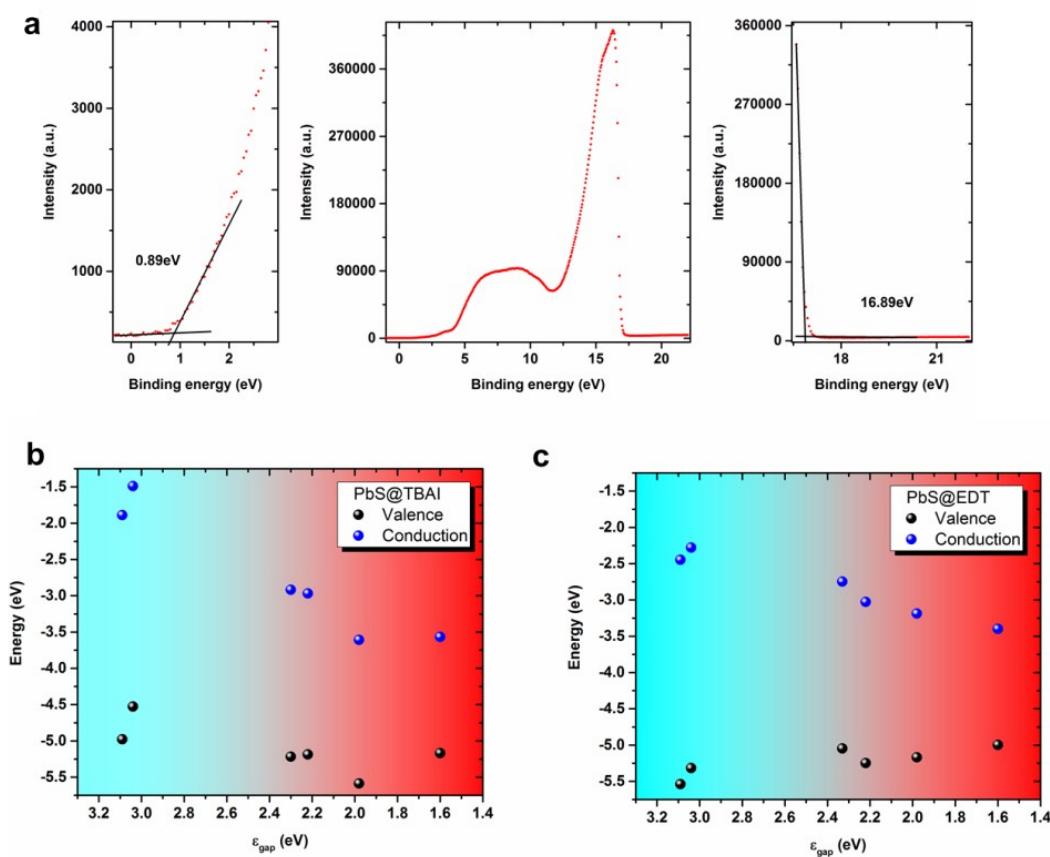 a
4000
3000
2000
1000
Intensity (a.u.)
0.89eV
0 1 2
Binding energy (eV)
360000
270000
180000
90000
0
Intensity (a.u.)
0 5 10 15 20
Binding energy (eV)
360000
270000
180000
90000
0
Intensity (a.u.)
16.89eV
18 21
Binding energy (eV)
b
-1.5
-2.0
-2.5
-3.0
-3.5
-4.0
-4.5
-5.0
-5.5
Energy (eV)
PbS@TBAI
Valence
Conduction
3.2 3.0 2.8 2.6 2.4 2.2 2.0 1.8 1.6 1.4
εgap (eV)
c
-1.5
-2.0
-2.5
-3.0
-3.5
-4.0
-4.5
-5.0
-5.5
Energy (eV)
PbS@EDT
Valence
Conduction
3.2 3.0 2.8 2.6 2.4 2.2 2.0 1.8 1.6 1.4
εgap (eV)